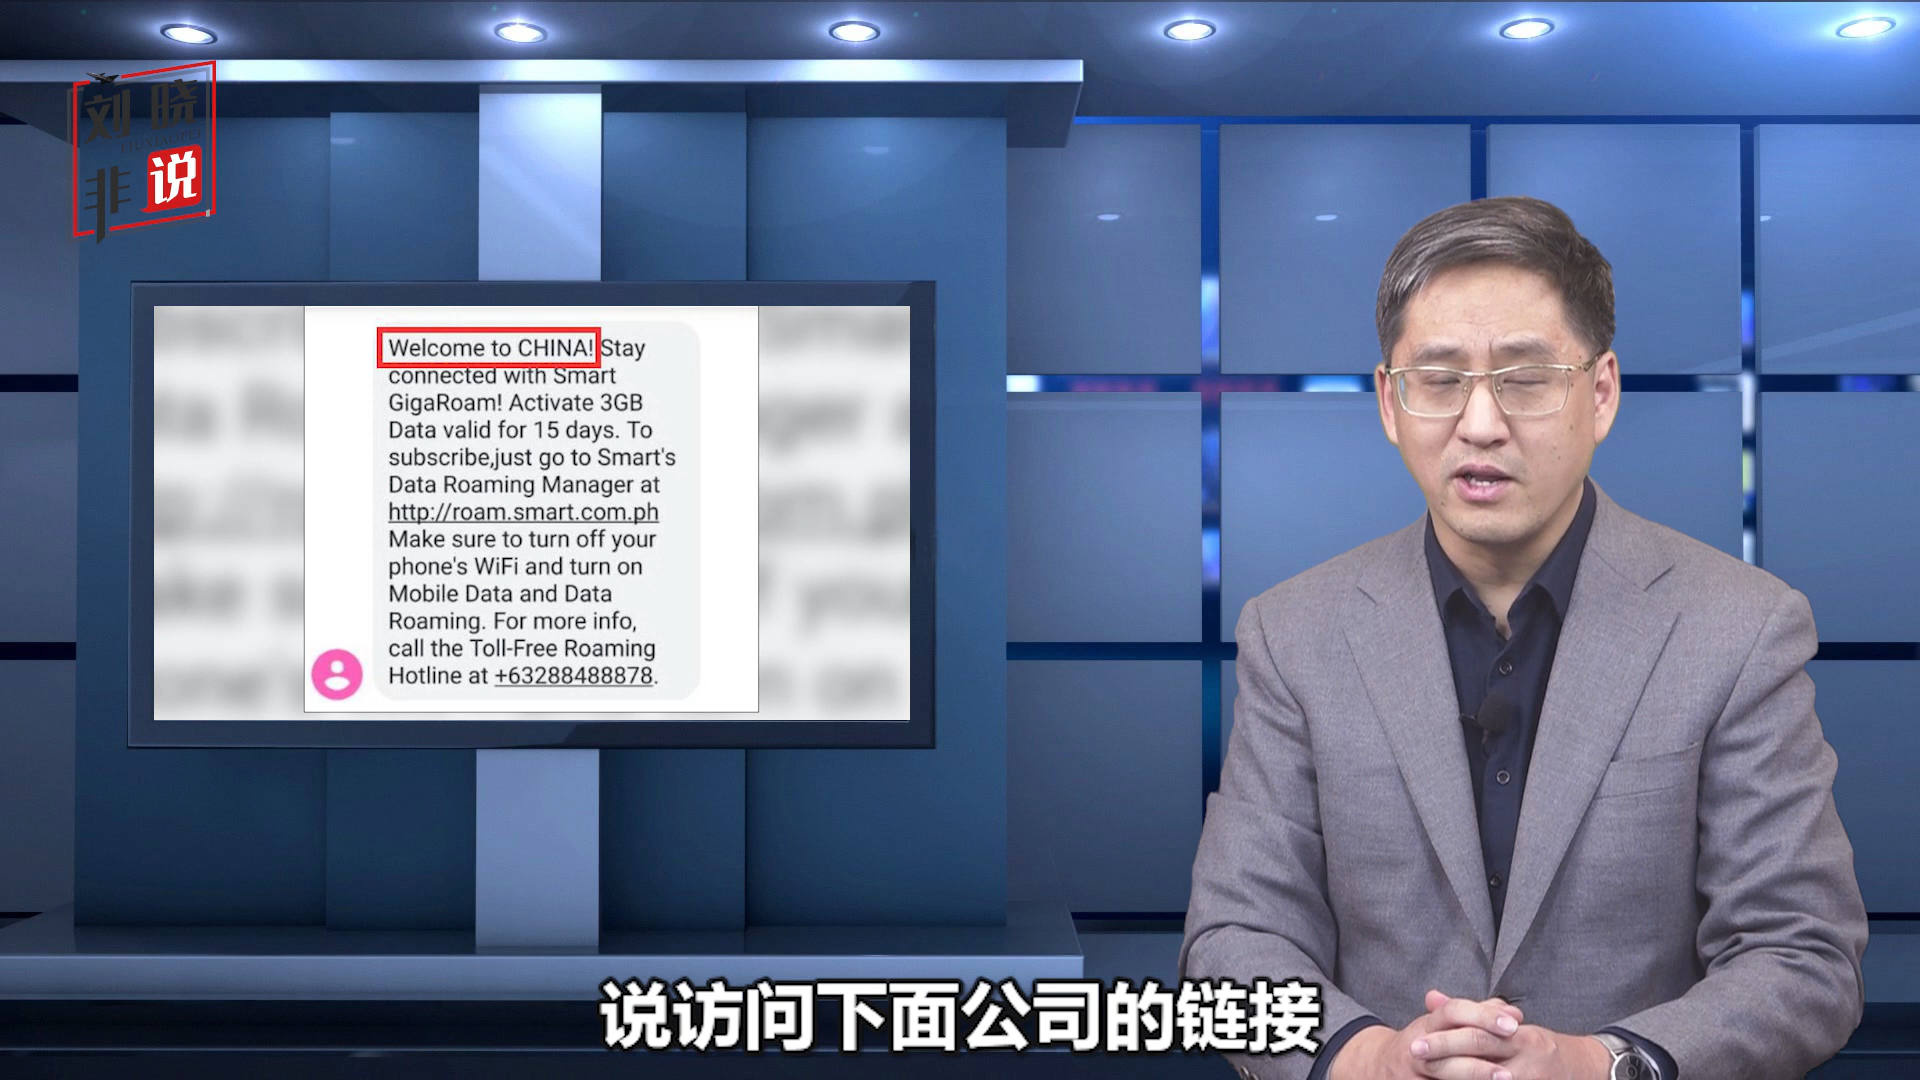 刘晓
LIUXIAOFEI
非说
Welcome to CHINA! Stay
connected with Smart
GigaRoam! Activate 3GB
Data valid for 15 days. To
subscribe,just go to Smart's
Data Roaming Manager at
http://roam.smart.com.ph
Make sure to turn off your
phone's WiFi and turn on
Mobile Data and Data
Roaming. For more info,
call the Toll-Free Roaming
Hotline at +63288488878.
说访问下面公司的链接